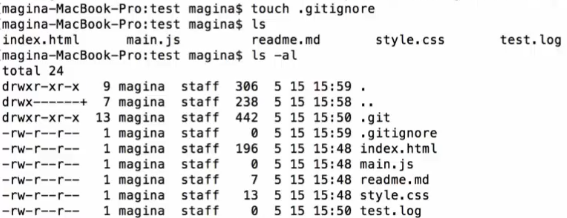 [magina-MacBook-Pro:test magina$ touch .gitignore
[magina-MacBook-Pro:test magina$ ls
index.html main.js readme.md style.css test.log
[magina-MacBook-Pro:test magina$ ls -al
total 24
drwxr-xr-x 9 magina staff 306 5 15 15:59 .
drwx------+ 7 magina staff 238 5 15 15:58 ..
drwxr-xr-x 13 magina staff 442 5 15 15:50 .git
-rw-r--r-- 1 magina staff 0 5 15 15:59 .gitignore
-rw-r--r-- 1 magina staff 196 5 15 15:48 index.html
-rw-r--r-- 1 magina staff 0 5 15 15:48 main.js
-rw-r--r-- 1 magina staff 7 5 15 15:48 readme.md
-rw-r--r-- 1 magina staff 13 5 15 15:48 style.css
-rw-r--r-- 1 magina staff 0 5 15 15:50 test.log